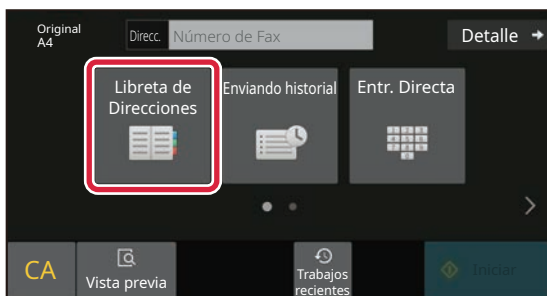 Original
A4
Direcc.
Número de Fax
Detalle
Libreta de
Direcciones
Enviando historial
Entr. Directa
CA
Vista previa
Trabajos
recientes
Iniciar